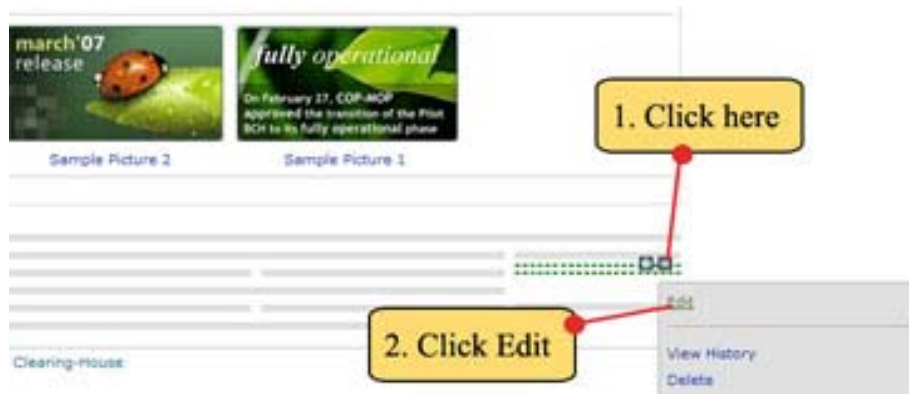 march'07
release
fully operational
On February 27, COP-MOP
approved the transition of the Pilot
BCH to its fully operational phase
Sample Picture 2
Sample Picture 1
1. Click here
Edit
2. Click Edit
View History
Delete
Clearing-House